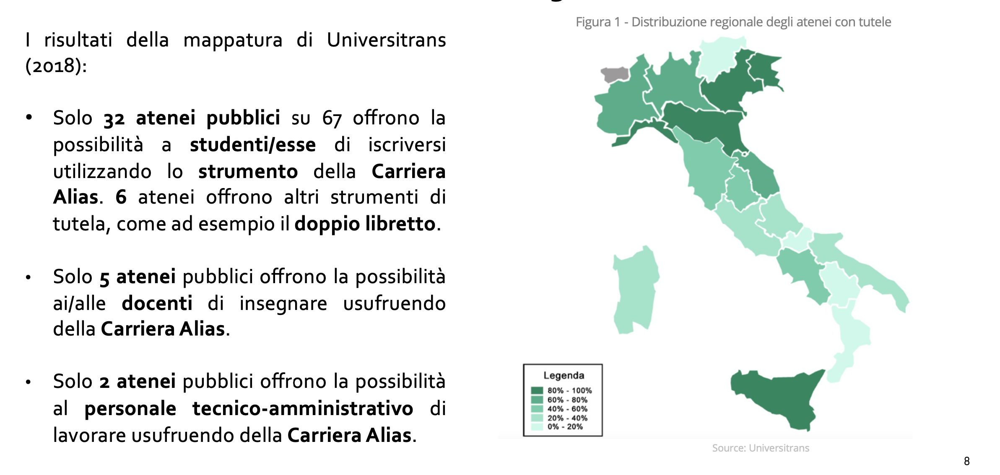 I risultati della mappatura di Universitrans
(2018):
• Solo 32 atenei pubblici su 67 offrono la
possibilità a studenti/esse di iscriversi
utilizzando lo strumento della Carriera
Alias. 6 atenei offrono altri strumenti di
tutela, come ad esempio il doppio libretto.
• Solo 5 atenei pubblici offrono la possibilità
ai/alle docenti di insegnare usufruendo
della Carriera Alias.
• Solo 2 atenei pubblici offrono la possibilità
al personale tecnico-amministrativo di
lavorare usufruendo della Carriera Alias.
Figura 1 - Distribuzione regionale degli atenei con tutele
Legenda
80% - 100%
60% - 80%
40% - 60%
20% - 40%
0% - 20%
Source: Universitrans
8